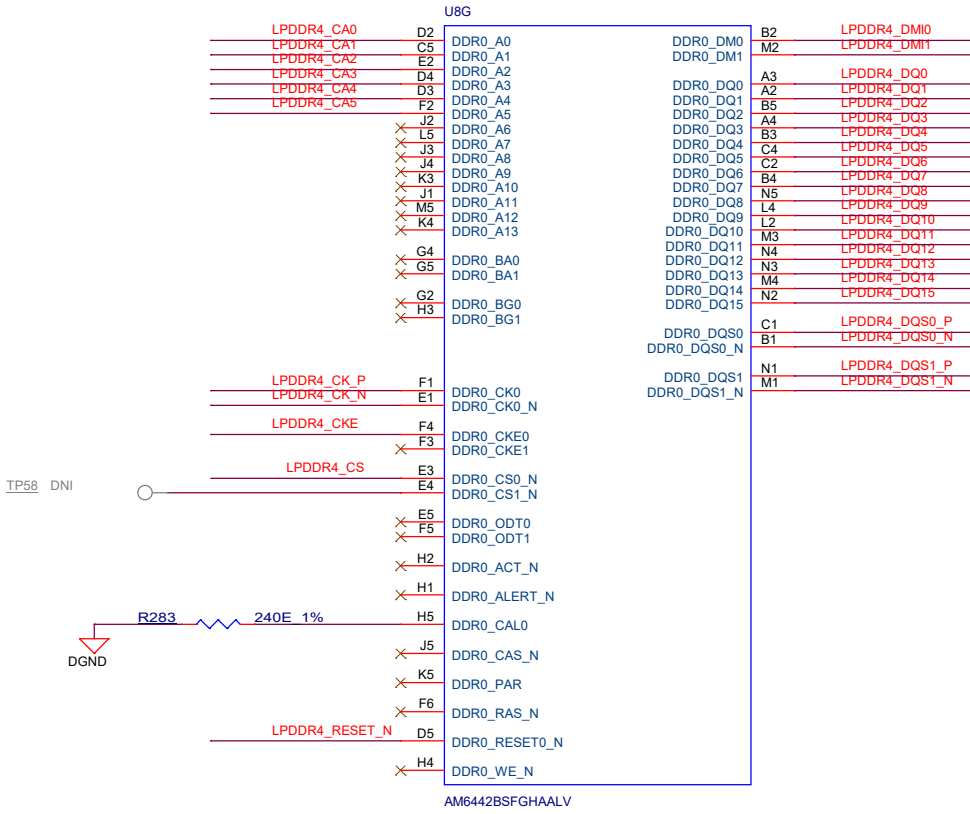 U8G
LPDDR4_CA0 D2 DDR0_A0 DDR0_DM0 B2 LPDDR4_DMI0
LPDDR4_CA1 C5 DDR0_A1 DDR0_DM1 M2 LPDDR4_DMI1
LPDDR4_CA2 E2 DDR0_A2
LPDDR4_CA3 D4 DDR0_A3 DDR0_DQ0 A3 LPDDR4_DQ0
LPDDR4_CA4 D3 DDR0_A4 DDR0_DQ1 A2 LPDDR4_DQ1
LPDDR4_CA5 F2 DDR0_A5 DDR0_DQ2 B5 LPDDR4_DQ2
J2 DDR0_A6 DDR0_DQ3 A4 LPDDR4_DQ3
L5 DDR0_A7 DDR0_DQ4 B3 LPDDR4_DQ4
J3 DDR0_A8 DDR0_DQ5 C4 LPDDR4_DQ5
J4 DDR0_A9 DDR0_DQ6 C2 LPDDR4_DQ6
K3 DDR0_A10 DDR0_DQ7 B4 LPDDR4_DQ7
J1 DDR0_A11 DDR0_DQ8 N5 LPDDR4_DQ8
M5 DDR0_A12 DDR0_DQ9 L4 LPDDR4_DQ9
K4 DDR0_A13 DDR0_DQ10 L2 LPDDR4_DQ10
DDR0_DQ11 M3 LPDDR4_DQ11
G4 DDR0_BA0 DDR0_DQ12 N4 LPDDR4_DQ12
G5 DDR0_BA1 DDR0_DQ13 N3 LPDDR4_DQ13
DDR0_DQ14 M4 LPDDR4_DQ14
G2 DDR0_BG0 DDR0_DQ15 N2 LPDDR4_DQ15
H3 DDR0_BG1
DDR0_DQS0 C1 LPDDR4_DQS0_P
DDR0_DQS0_N B1 LPDDR4_DQS0_N
DDR0_DQS1 N1 LPDDR4_DQS1_P
LPDDR4_CK_P F1 DDR0_CK0 DDR0_DQS1_N M1 LPDDR4_DQS1_N
LPDDR4_CK_N E1 DDR0_CK0_N
LPDDR4_CKE F4 DDR0_CKE0
F3 DDR0_CKE1
LPDDR4_CS E3 DDR0_CS0_N
TP58 DNI E4 DDR0_CS1_N
E5 DDR0_ODT0
F5 DDR0_ODT1
H2 DDR0_ACT_N
H1 DDR0_ALERT_N
R283 240E_1% H5 DDR0_CAL0
DGND J5 DDR0_CAS_N
K5 DDR0_PAR
F6 DDR0_RAS_N
LPDDR4_RESET_N D5 DDR0_RESET0_N
H4 DDR0_WE_N
AM6442BSFGHAALV